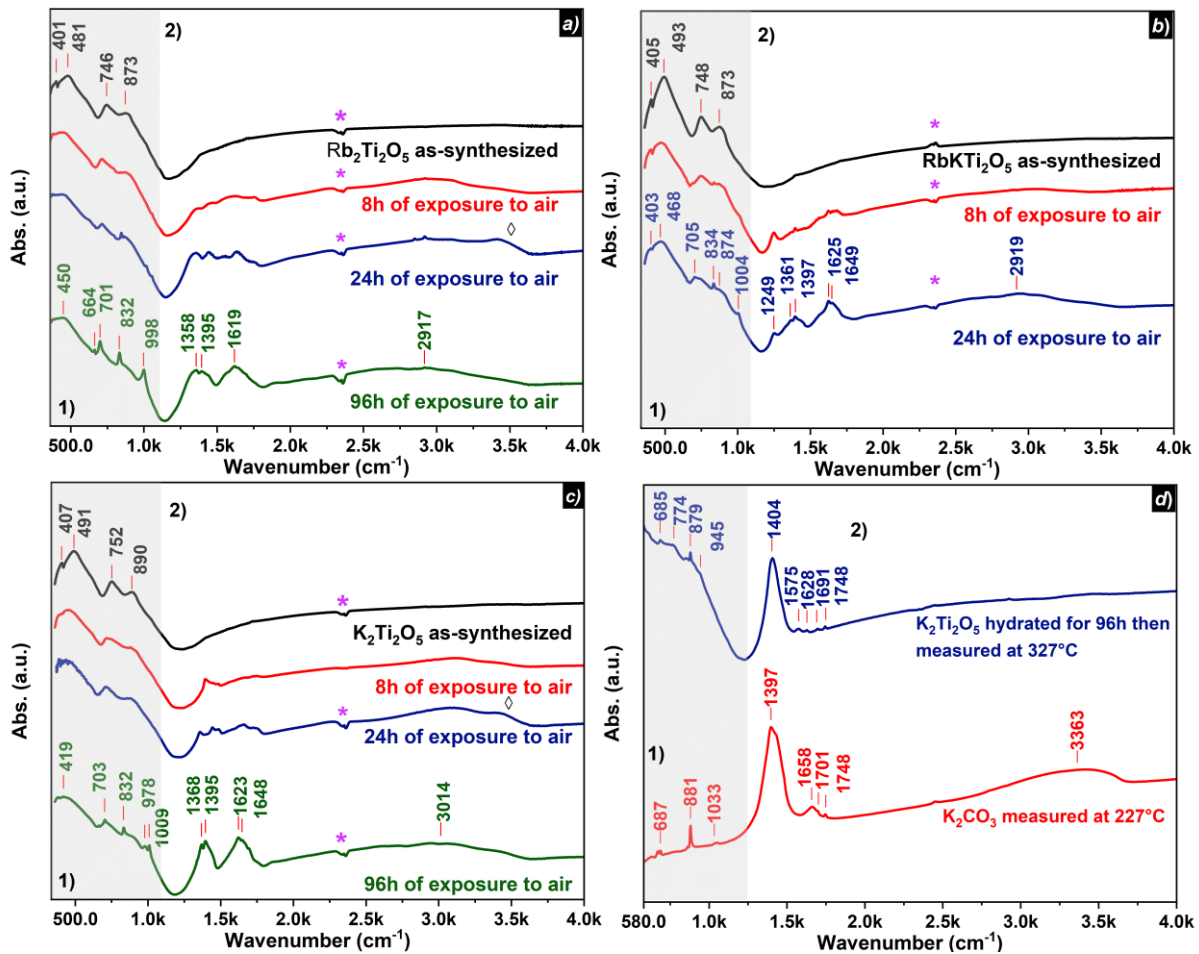 a)
2)
401
481
746
873
*
Rb₂Ti₂O₅ as-synthesized
*
8h of exposure to air
*
◊
24h of exposure to air
450
664
701
832
998
1358
1395
1619
*
2917
96h of exposure to air
1)
500.0 1.0k 1.5k 2.0k 2.5k 3.0k 3.5k 4.0k
Wavenumber (cm⁻¹)
Abs. (a.u.)
b)
2)
405
493
748
873
*
RbKTi₂O₅ as-synthesized
*
8h of exposure to air
403
468
705
834
874
1004
1249
1361
1397
1625
1649
*
2919
24h of exposure to air
1)
500.0 1.0k 1.5k 2.0k 2.5k 3.0k 3.5k 4.0k
Wavenumber (cm⁻¹)
Abs. (a.u.)
c)
2)
407
491
752
890
*
K₂Ti₂O₅ as-synthesized
8h of exposure to air
*
◊
24h of exposure to air
419
703
832
978
1009
1368
1395
1623
1648
*
3014
96h of exposure to air
1)
500.0 1.0k 1.5k 2.0k 2.5k 3.0k 3.5k 4.0k
Wavenumber (cm⁻¹)
Abs. (a.u.)
d)
2)
685
774
879
945
1404
1575
1628
1691
1748
K₂Ti₂O₅ hydrated for 96h then
measured at 327°C
1)
687
881
1033
1397
1658
1701
1748
3363
K₂CO₃ measured at 227°C
580.0 1.0k 1.5k 2.0k 2.5k 3.0k 3.5k 4.0k
Wavenumber (cm⁻¹)
Abs. (a.u.)